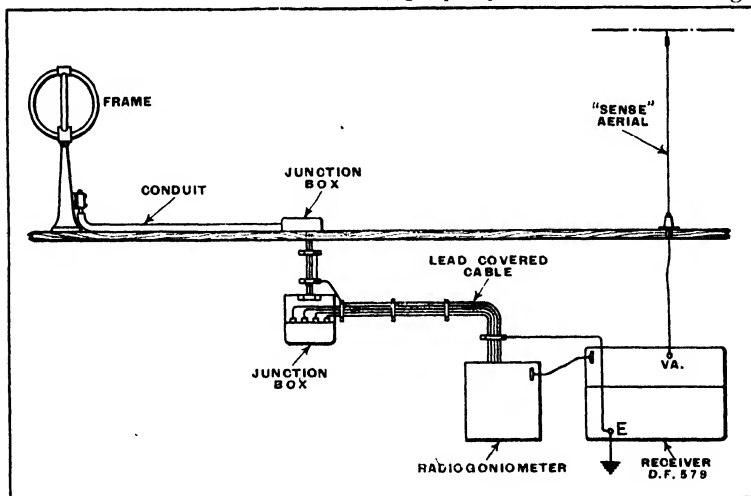 FRAME
"SENSE"
AERIAL
JUNCTION
BOX
CONDUIT
LEAD COVERED
CABLE
JUNCTION
BOX
VA.
E
RADIOGONIOMETER
RECEIVER
D.F. 579